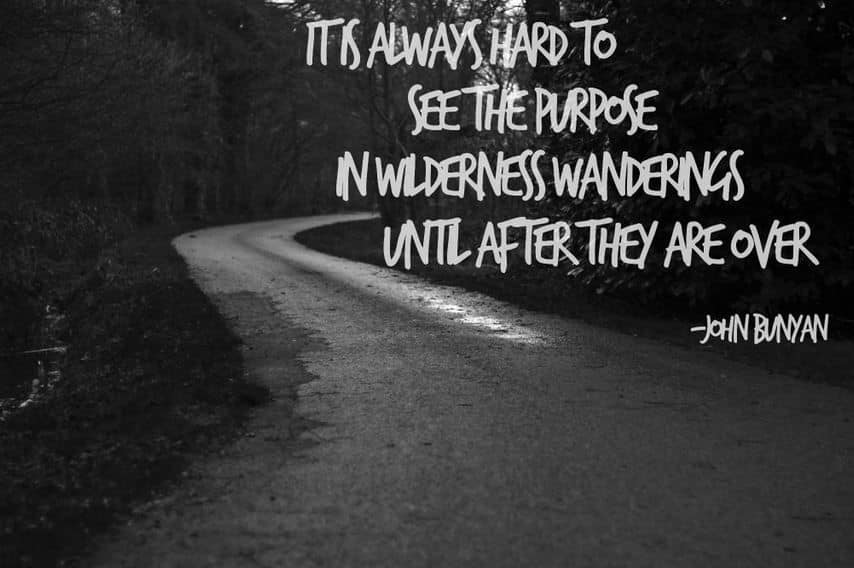 IT IS ALWAYS HARD TO
SEE THE PURPOSE
IN WILDERNESS WANDERINGS
UNTIL AFTER THEY ARE OVER
-JOHN BUNYAN